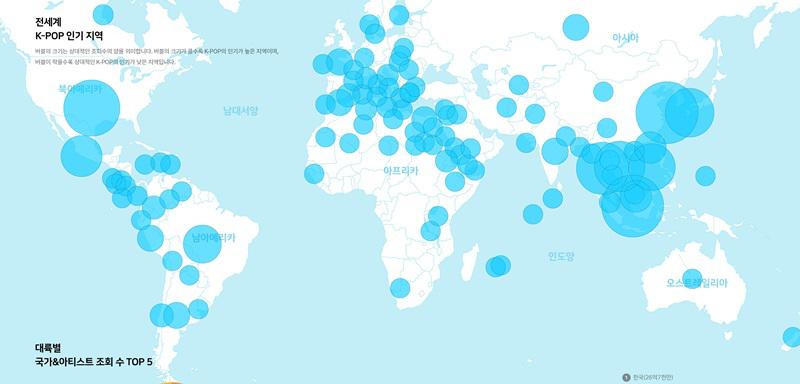 전세계
K-POP 인기 지역
버블의 크기는 상대적인 조회수의 양을 의미합니다. 버블의 크기가 클수록 K-POP의 인기가 높은 지역이며,
버블이 작을수록 상대적인 K-POP의 인기가 낮은 지역입니다.
아시아
북아메리카
남대서양
아프리카
남아메리카
인도양
오스트레일리아
대륙별
국가&아티스트 조회 수 TOP 5
1 한국(26억7천만)